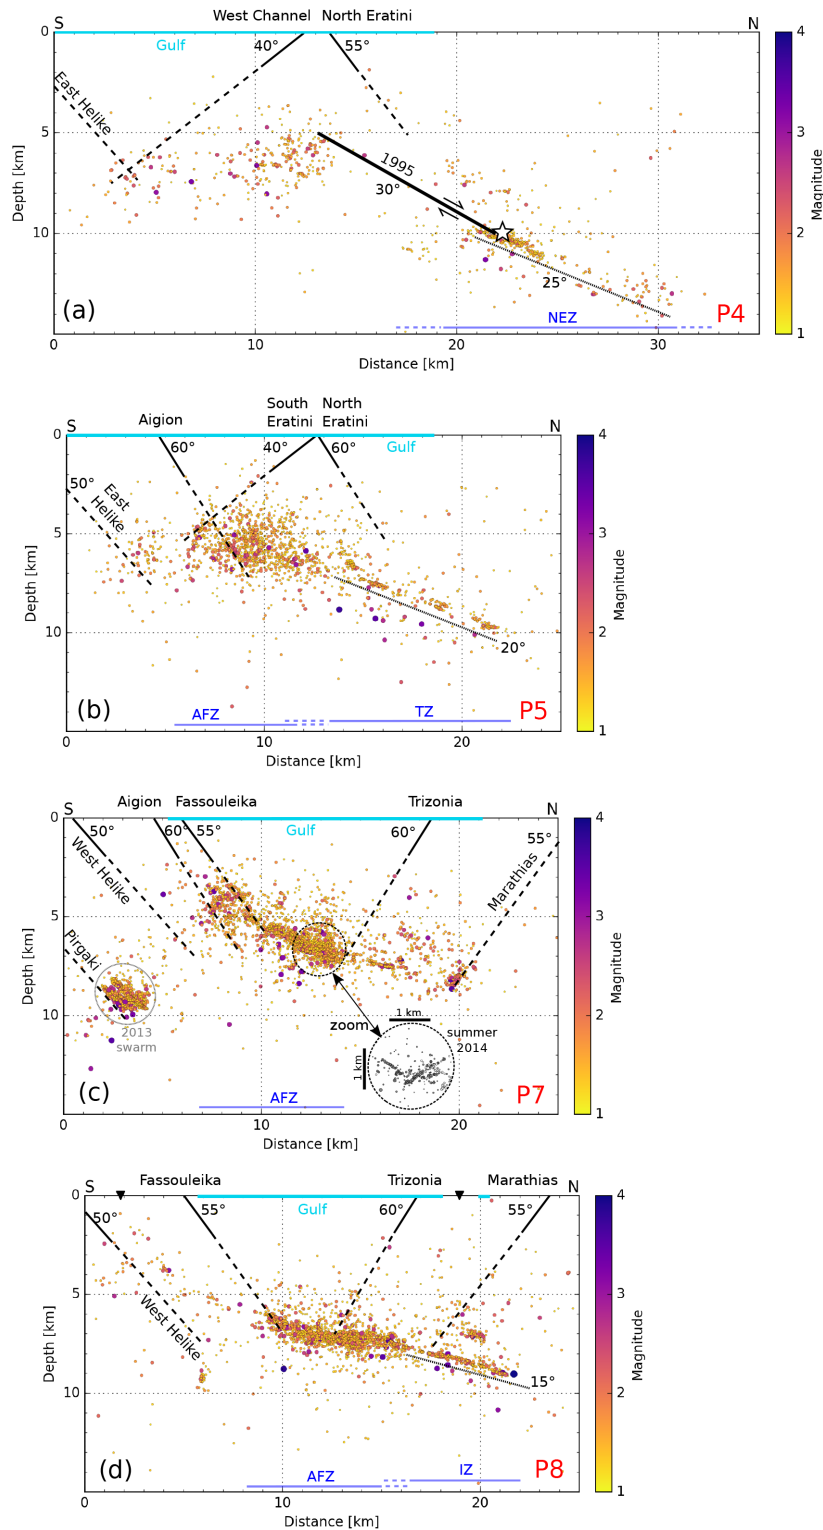 West Channel North Eratini
S N
Gulf 40° 55°
East Helike
1995
30°
25°
NEZ
(a) P4
0
5
10
Depth [km]
0 10 20 30
Distance [km]
4
3
2
1
Magnitude
South North
Aigion Eratini Eratini
S N
60° 40° 60° Gulf
50°
East
Helike
20°
AFZ TZ
(b) P5
0
5
10
Depth [km]
0 10 20
Distance [km]
4
3
2
1
Magnitude
Aigion Fassouleika Trizonia
S N
50° 60° 55° Gulf 60° 55°
West Helike
Marathias
Pirgaki
2013
swarm
zoom
1 km
1 km
summer
2014
AFZ
(c) P7
0
5
10
Depth [km]
0 10 20
Distance [km]
4
3
2
1
Magnitude
Fassouleika Trizonia Marathias
S N
50° 55° Gulf 60° 55°
West Helike
15°
AFZ IZ
(d) P8
0
5
10
Depth [km]
0 10 20
Distance [km]
4
3
2
1
Magnitude